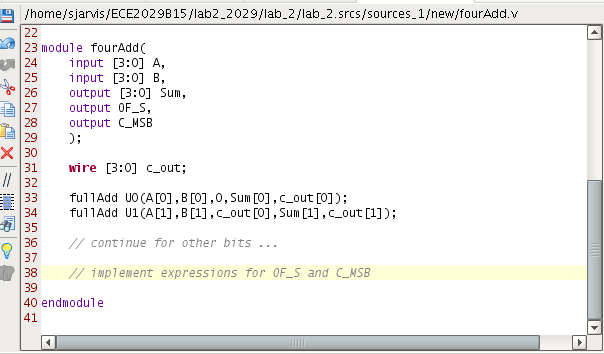 /home/sjarvis/ECE2029B15/lab2_2029/lab_2/lab_2.srcs/sources_1/new/fourAdd.v
22
23 module fourAdd(
24 input [3:0] A,
25 input [3:0] B,
26 output [3:0] Sum,
27 output OF_S,
28 output C_MSB
29 );
30
31 wire [3:0] c_out;
32
33 fullAdd U0(A[0],B[0],0,Sum[0],c_out[0]);
34 fullAdd U1(A[1],B[1],c_out[0],Sum[1],c_out[1]);
35
36 // continue for other bits ...
37
38 // implement expressions for OF_S and C_MSB
39
40 endmodule
41